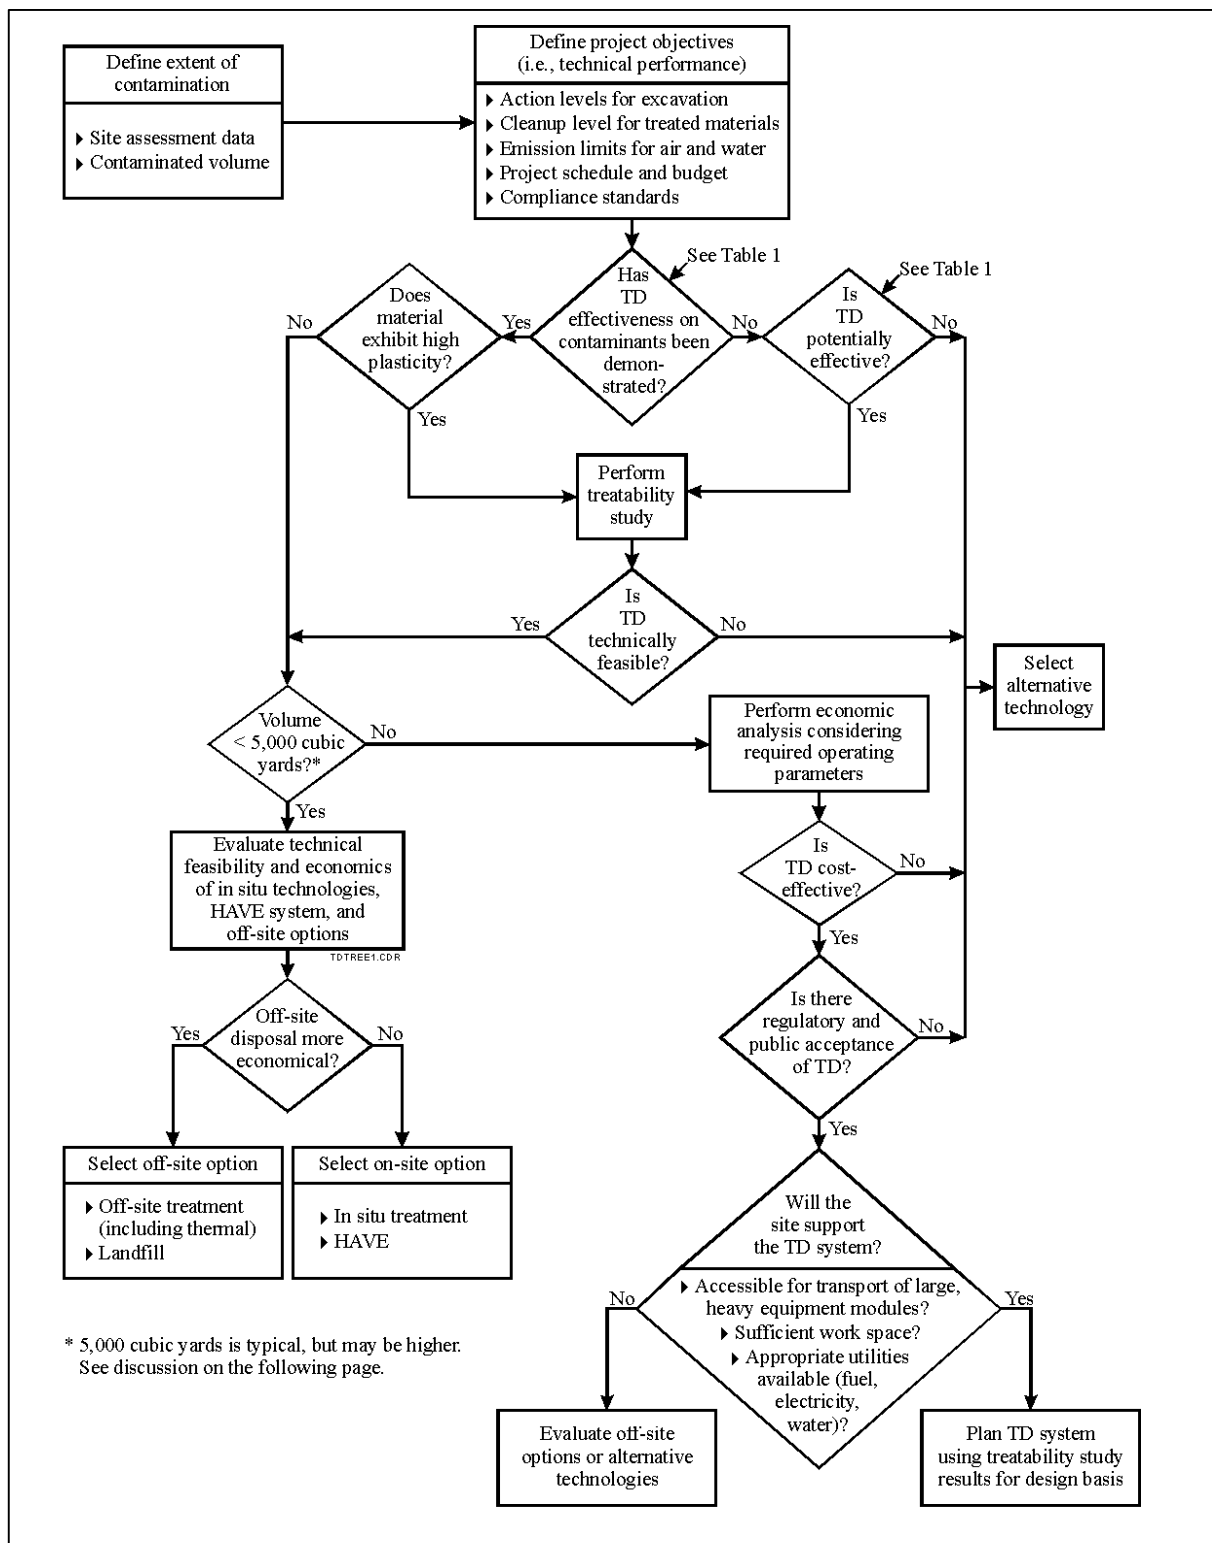 Define extent of
contamination
▶ Site assessment data
▶ Contaminated volume
Define project objectives
(i.e., technical performance)
▶ Action levels for excavation
▶ Cleanup level for treated materials
▶ Emission limits for air and water
▶ Project schedule and budget
▶ Compliance standards
See Table 1
See Table 1
Does
material
exhibit high
plasticity?
No
Yes
Yes
Has
TD
effectiveness on
contaminants been
demon-
strated?
No
Is
TD
potentially
effective?
No
Yes
Perform
treatability
study
Is
TD
technically
feasible?
Yes
No
Select
alternative
technology
Volume
< 5,000 cubic
yards?*
No
Yes
Perform economic
analysis considering
required operating
parameters
Is
TD cost-
effective?
No
Yes
Evaluate technical
feasibility and economics
of in situ technologies,
HAVE system, and
off-site options
TDTREE1.CDR
Off-site
disposal more
economical?
Yes
No
Is there
regulatory and
public acceptance
of TD?
No
Yes
Select off-site option
▶ Off-site treatment
(including thermal)
▶ Landfill
Select on-site option
▶ In situ treatment
▶ HAVE
Will the
site support
the TD system?
▶ Accessible for transport of large,
heavy equipment modules?
▶ Sufficient work space?
▶ Appropriate utilities
available (fuel,
electricity,
water)?
No
Yes
* 5,000 cubic yards is typical, but may be higher.
See discussion on the following page.
Evaluate off-site
options or alternative
technologies
Plan TD system
using treatability study
results for design basis